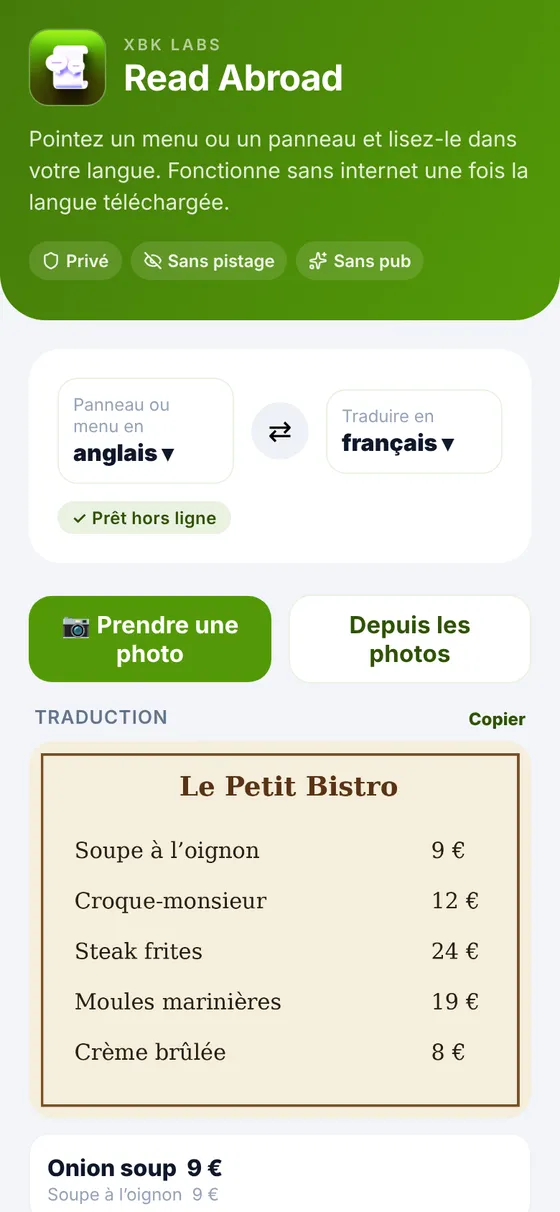 XBK LABS
Read Abroad
Pointez un menu ou un panneau et lisez-le dans
votre langue. Fonctionne sans internet une fois la
langue téléchargée.
Privé
Sans pistage
Sans pub
Panneau ou
menu en
anglais ▾
Traduire en
français ▾
✓ Prêt hors ligne
Prendre une
photo
Depuis les
photos
TRADUCTION
Copier
Le Petit Bistro
Soupe à l’oignon 9 €
Croque-monsieur 12 €
Steak frites 24 €
Moules marinières 19 €
Crème brûlée 8 €
Onion soup 9 €
Soupe à l’oignon 9 €